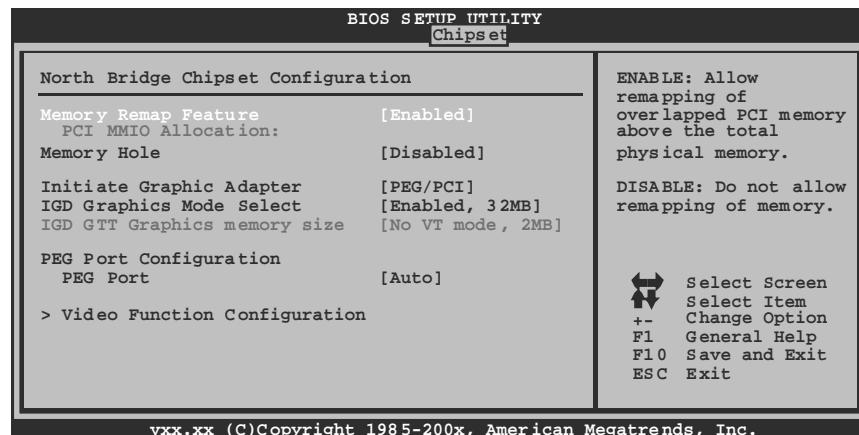 BIOS SETUP UTILITY
Chipset
North Bridge Chipset Configuration
Memory Remap Feature [Enabled]
PCI MMIO Allocation:
Memory Hole [Disabled]
Initiate Graphic Adapter [PEG/PCI]
IGD Graphics Mode Select [Enabled, 32MB]
IGD GTT Graphics memory size [No VT mode, 2MB]
PEG Port Configuration
PEG Port [Auto]
> Video Function Configuration
ENABLE: Allow
remapping of
overlapped PCI memory
above the total
physical memory.
DISABLE: Do not allow
remapping of memory.
Select Screen
Select Item
+- Change Option
F1 General Help
F10 Save and Exit
ESC Exit
vxx.xx (C)Copyright 1985-200x, American Megatrends, Inc.